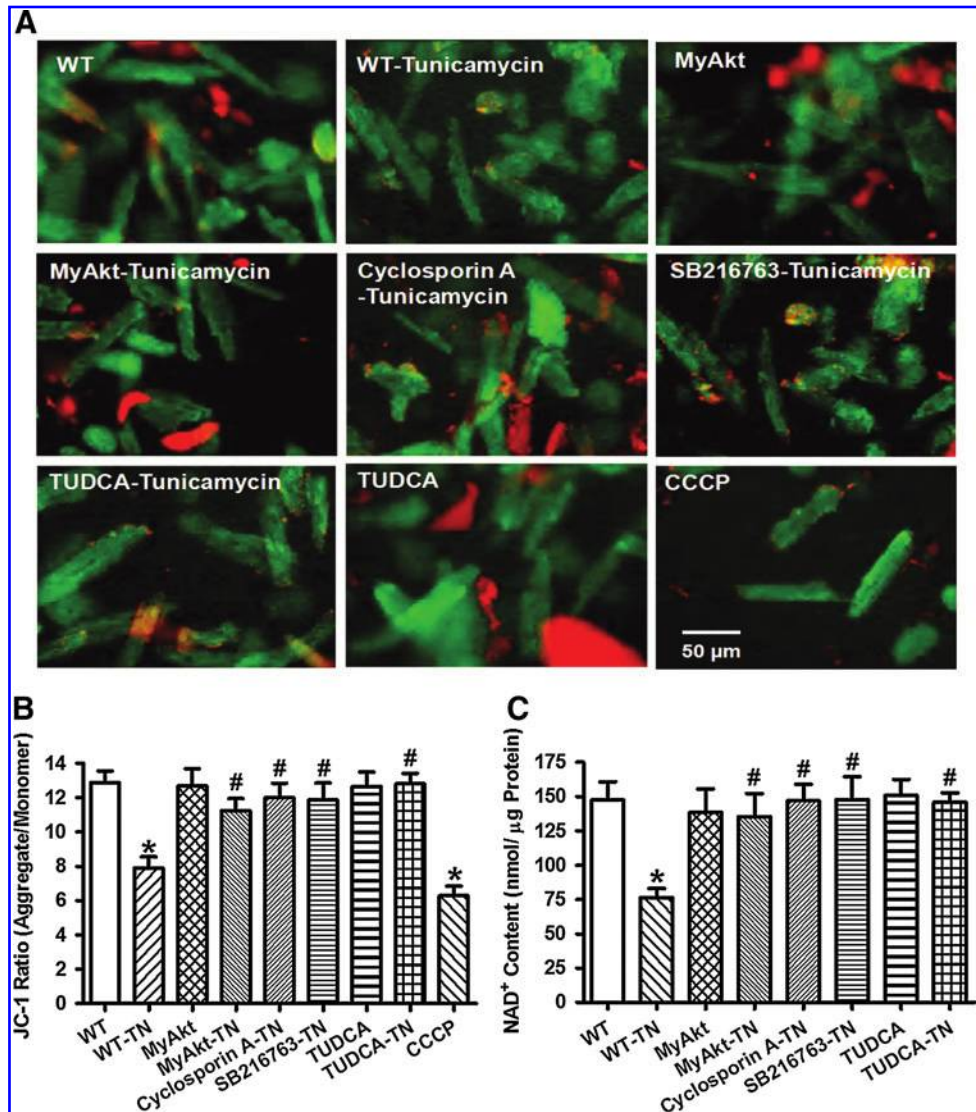 A
WT
WT-Tunicamycin
MyAkt
MyAkt-Tunicamycin
Cyclosporin A
-Tunicamycin
SB216763-Tunicamycin
TUDCA-Tunicamycin
TUDCA
CCCP
50 µm
B
JC-1 Ratio (Aggregate/Monomer)
14
12
10
8
6
4
2
0
*
#
#
#
#
*
WT
WT-TN
MyAkt
MyAkt-TN
Cyclosporin A-TN
SB216763-TN
TUDCA
TUDCA-TN
CCCP
C
NAD+ Content (nmol/ µg Protein)
175
150
125
100
75
50
25
0
*
#
#
#
#
WT
WT-TN
MyAkt
MyAkt-TN
Cyclosporin A-TN
SB216763-TN
TUDCA
TUDCA-TN